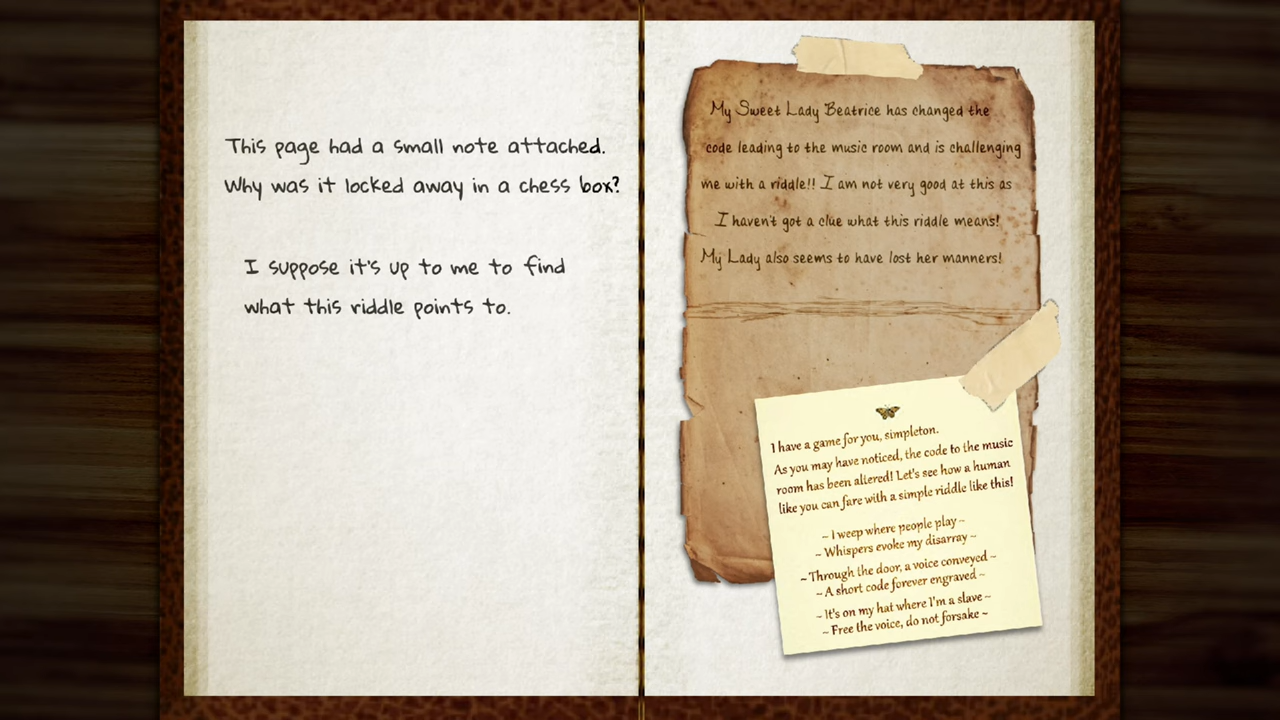 This page had a small note attached.
Why was it locked away in a chess box?
I suppose it's up to me to find
what this riddle points to.
My Sweet Lady Beatrice has changed the
code leading to the music room and is challenging
me with a riddle!! I am not very good at this as
I haven't got a clue what this riddle means!
My Lady also seems to have lost her manners!
I have a game for you, simpleton.
As you may have noticed, the code to the music
room has been altered! Let's see how a human
like you can fare with a simple riddle like this!
~ I weep where people play ~
~ Whispers evoke my disarray ~
~ Through the door, a voice conveyed ~
~ A short code forever engraved ~
~ It's on my hat where I'm a slave ~
~ Free the voice, do not forsake ~